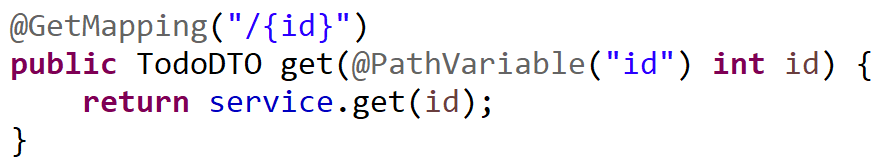 @GetMapping("/{id}")
public TodoDTO get(@PathVariable("id") int id) {
    return service.get(id);
}